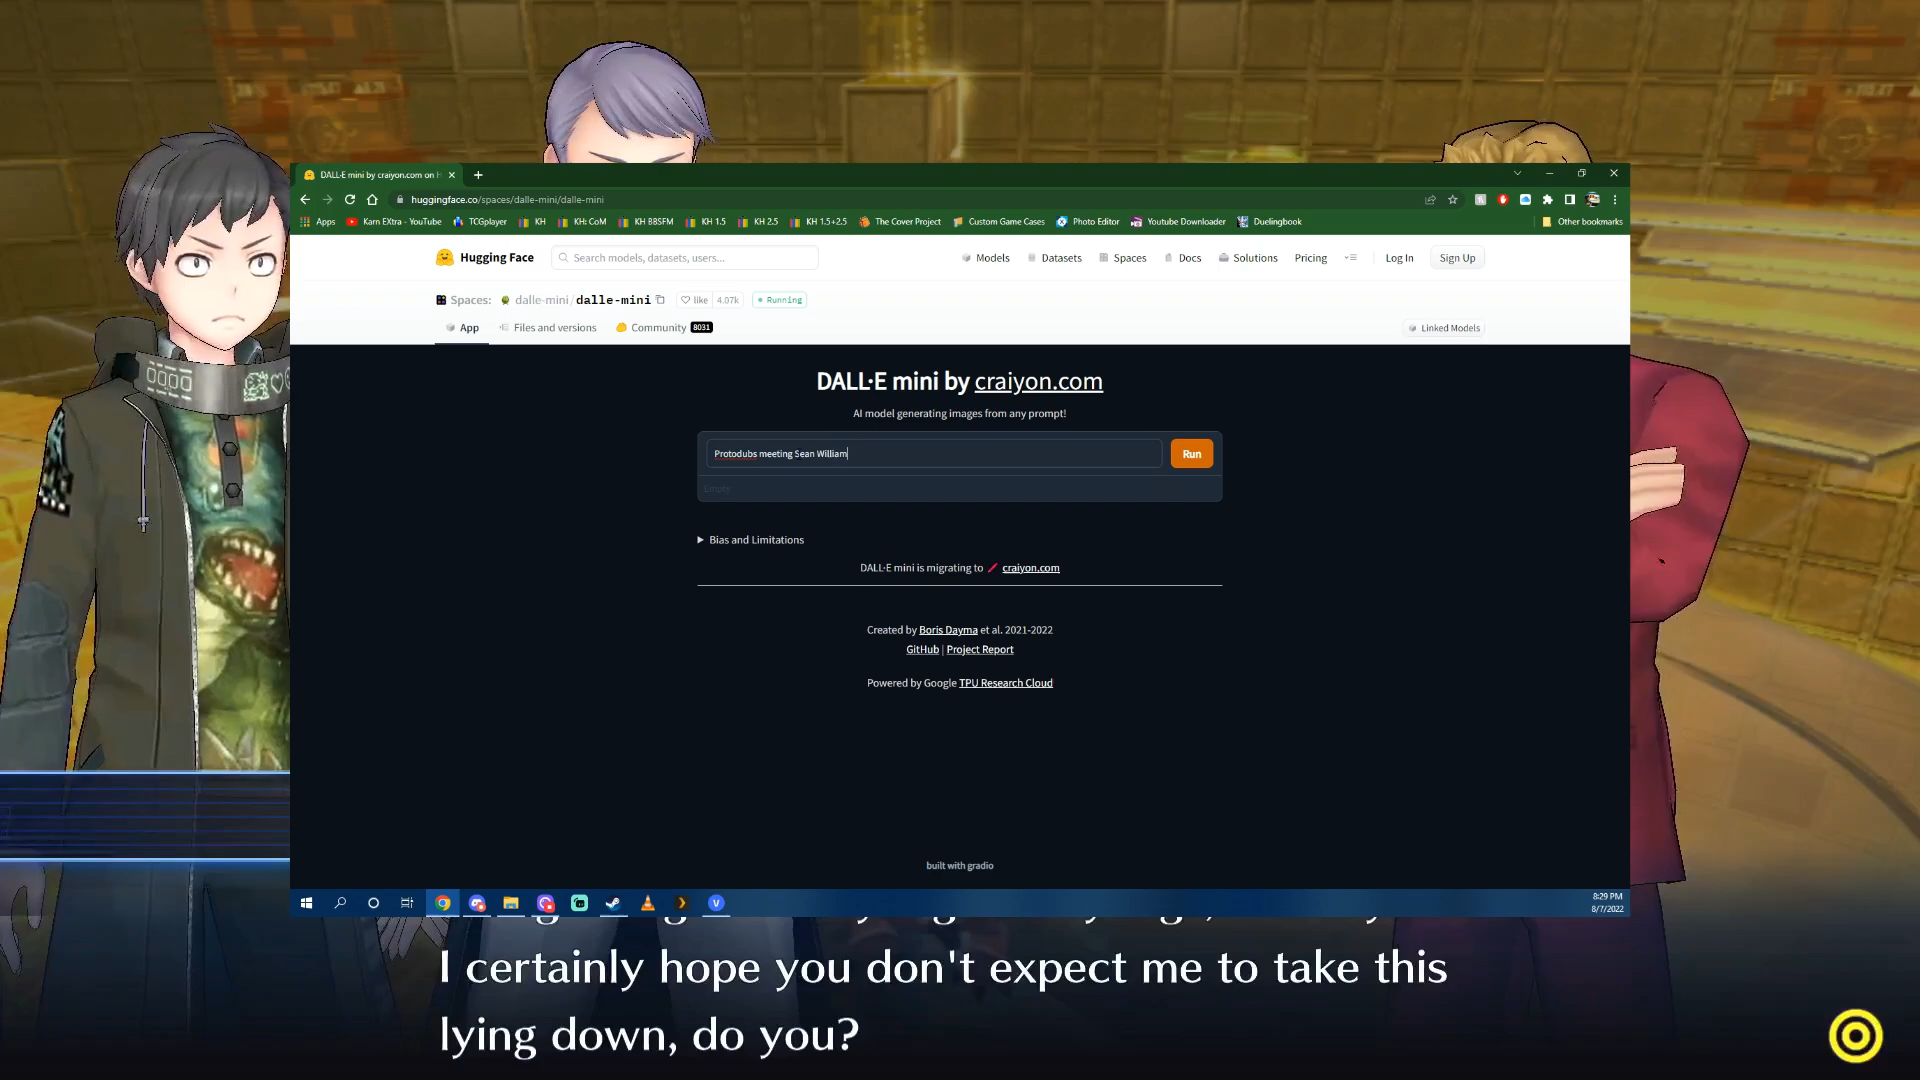 DALL·E mini by craiyon.com on H
huggingface.co/spaces/dalle-mini/dalle-mini
Apps Karn EXtra - YouTube TCGplayer KH KH: CoM KH BBSFM KH 1.5 KH 2.5 KH 1.5+2.5 The Cover Project Custom Game Cases Photo Editor Youtube Downloader Duelingbook Other bookmarks
Hugging Face Search models, datasets, users... Models Datasets Spaces Docs Solutions Pricing Log In Sign Up
Spaces: dalle-mini/dalle-mini like 4.07k Running
App Files and versions Community 8031 Linked Models
DALL·E mini by craiyon.com
AI model generating images from any prompt!
Protodubs meeting Sean William Run
Empty
Bias and Limitations
DALL·E mini is migrating to craiyon.com
Created by Boris Dayma et al. 2021-2022
GitHub | Project Report
Powered by Google TPU Research Cloud
built with gradio
8:29 PM
8/7/2022
I certainly hope you don't expect me to take this
lying down, do you?